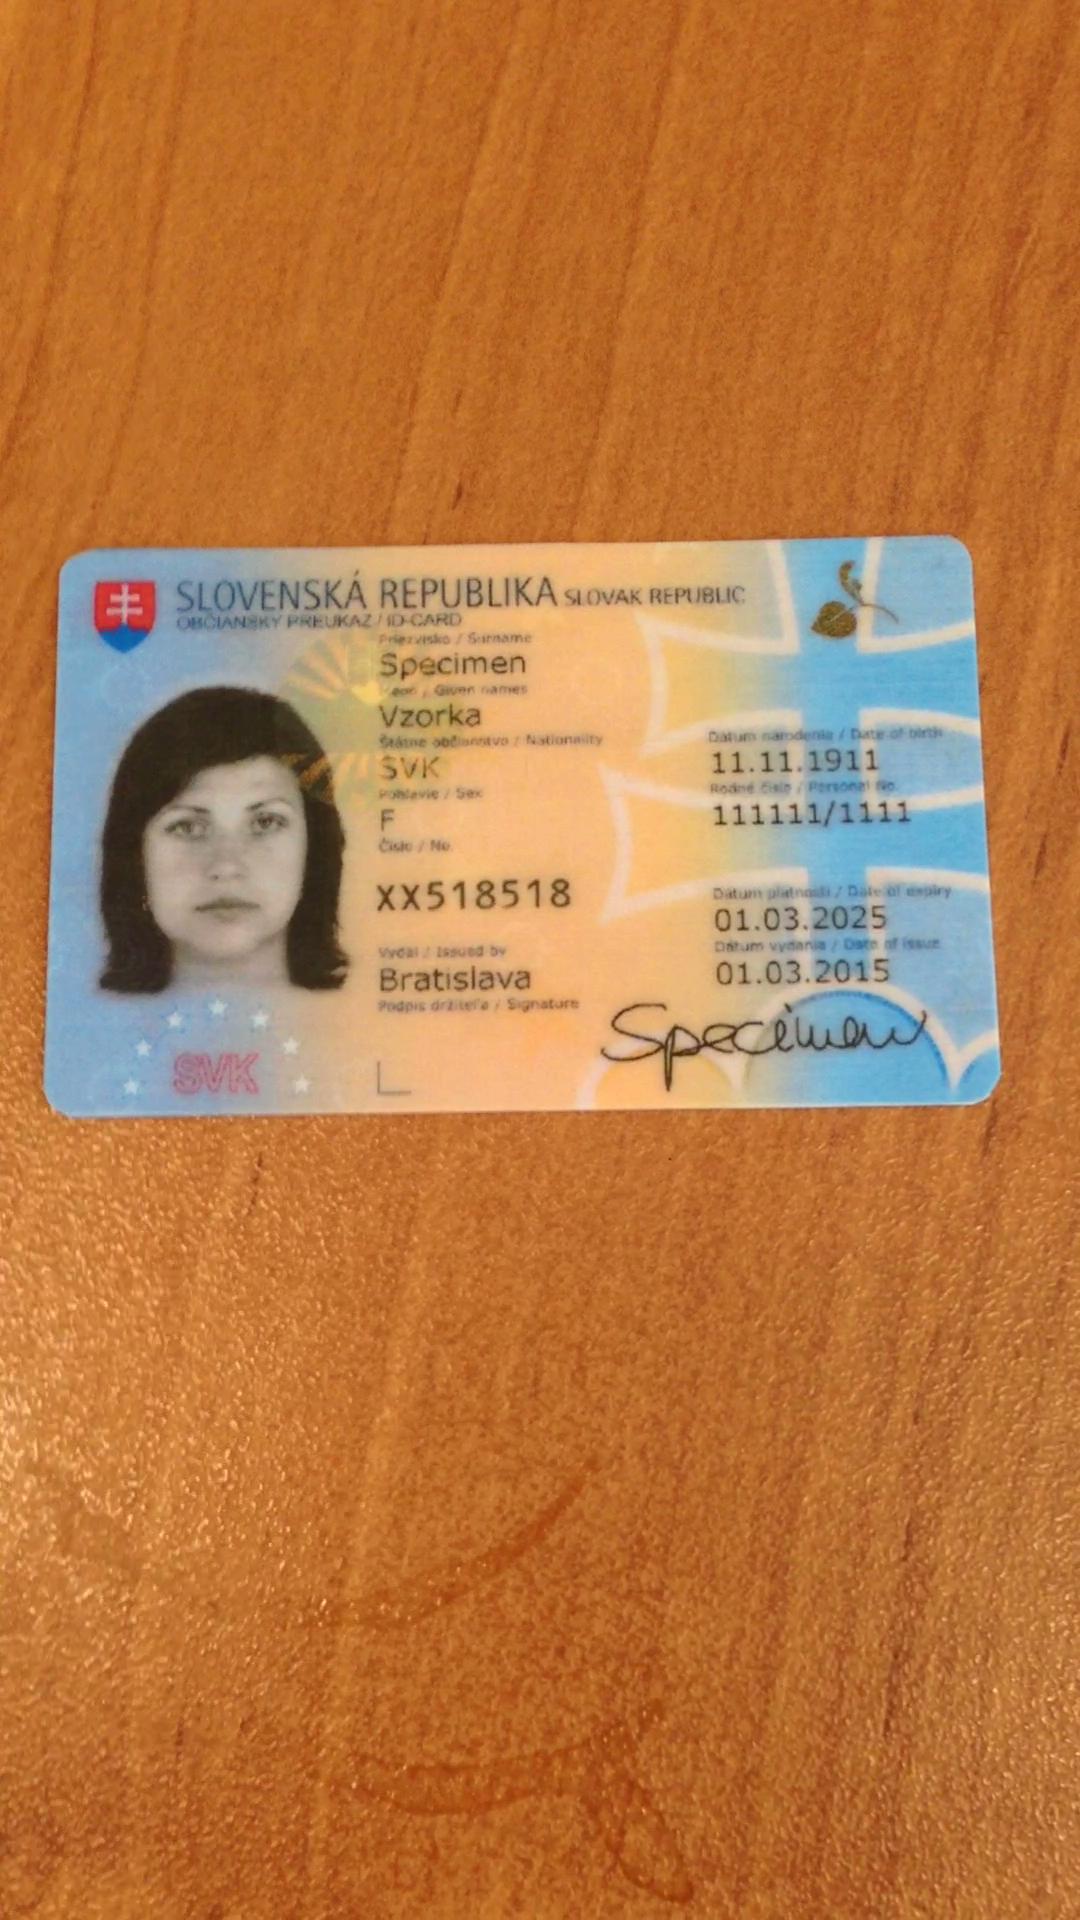 SLOVENSKÁ REPUBLIKA SLOVAK REPUBLIC
OBČIANSKY PREUKAZ / ID-CARD
Priezvisko / Surname
Specimen
Meno / Given names
Vzorka
Štátne občianstvo / Nationality
SVK
Pohlavie / Sex
F
Číslo / No.
XX518518
Vydal / Issued by
Bratislava
Podpis držiteľa / Signature
Dátum narodenia / Date of birth
11.11.1911
Rodné číslo / Personal No.
111111/1111
Dátum platnosti / Date of expiry
01.03.2025
Dátum vydania / Date of issue
01.03.2015
Specimen
SVK